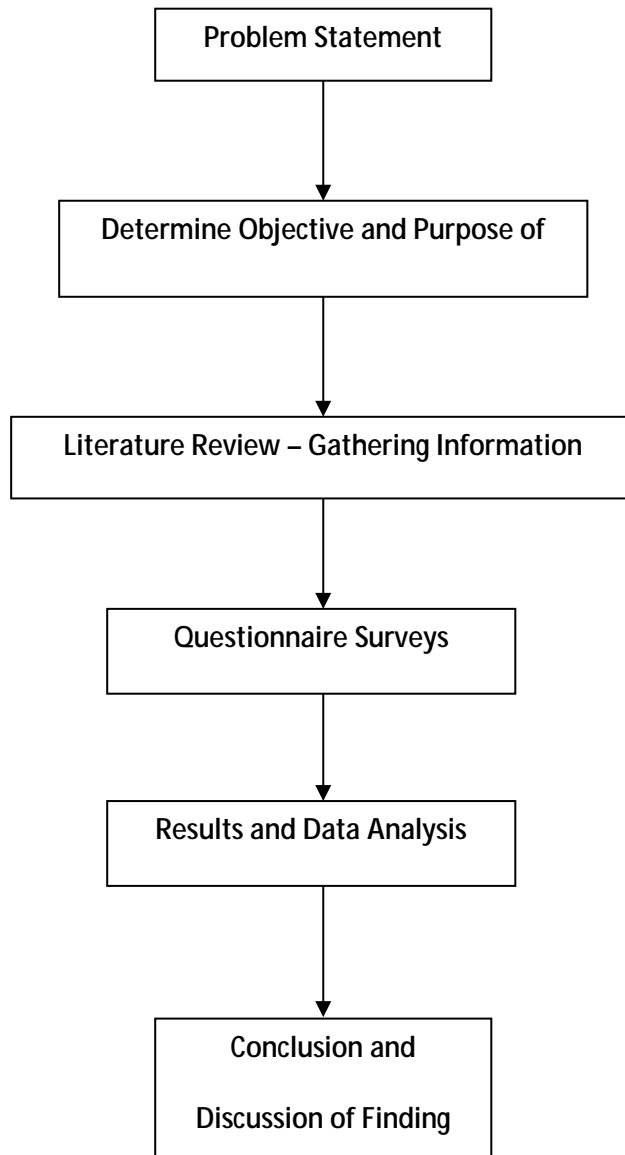 Problem Statement
Determine Objective and Purpose of
Literature Review – Gathering Information
Questionnaire Surveys
Results and Data Analysis
Conclusion and
Discussion of Finding